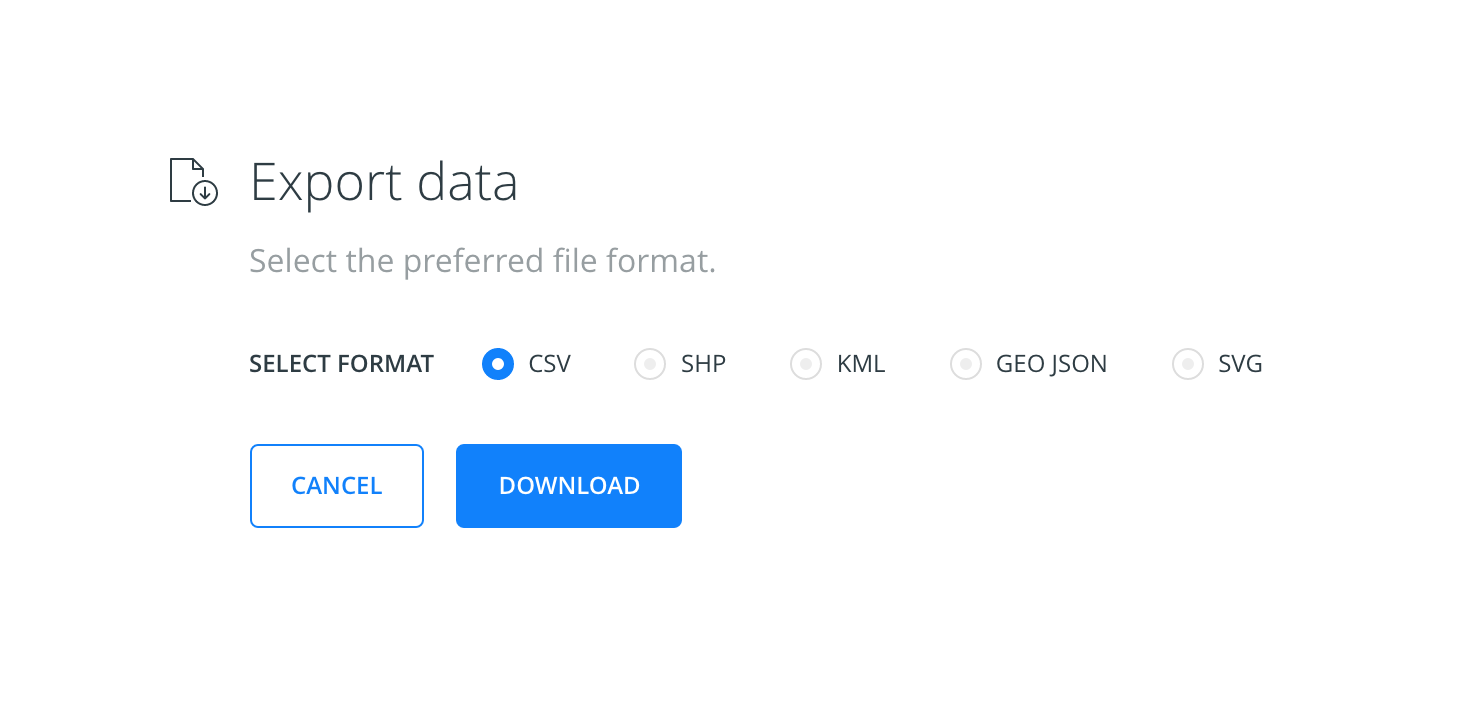 Export data
Select the preferred file format.
SELECT FORMAT CSV SHP KML GEO JSON SVG
CANCEL DOWNLOAD